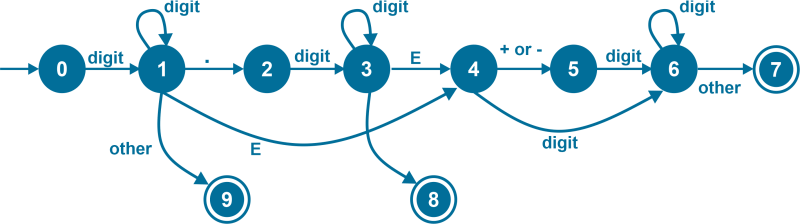 digit digit digit
digit . digit E + or - digit
0 1 2 3 4 5 6 7
other
other E digit
9 8